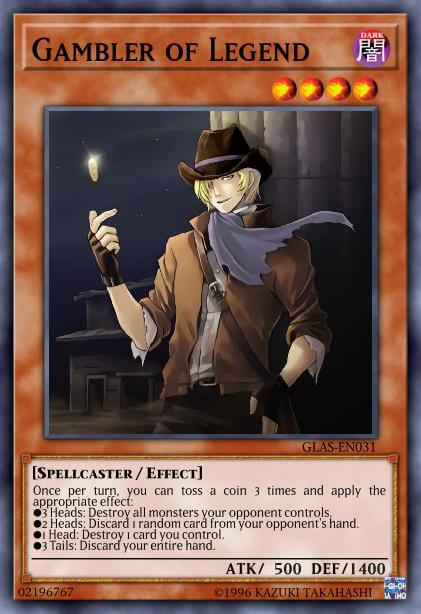 GAMBLER OF LEGEND
DARK
闇
GLAS-EN031
[SPELLCASTER / EFFECT]
Once per turn, you can toss a coin 3 times and apply the
appropriate effect:
●3 Heads: Destroy all monsters your opponent controls.
●2 Heads: Discard 1 random card from your opponent's hand.
●1 Head: Destroy 1 card you control.
●3 Tails: Discard your entire hand.
ATK/ 500 DEF/1400
02196767
©1996 KAZUKI TAKAHASHI